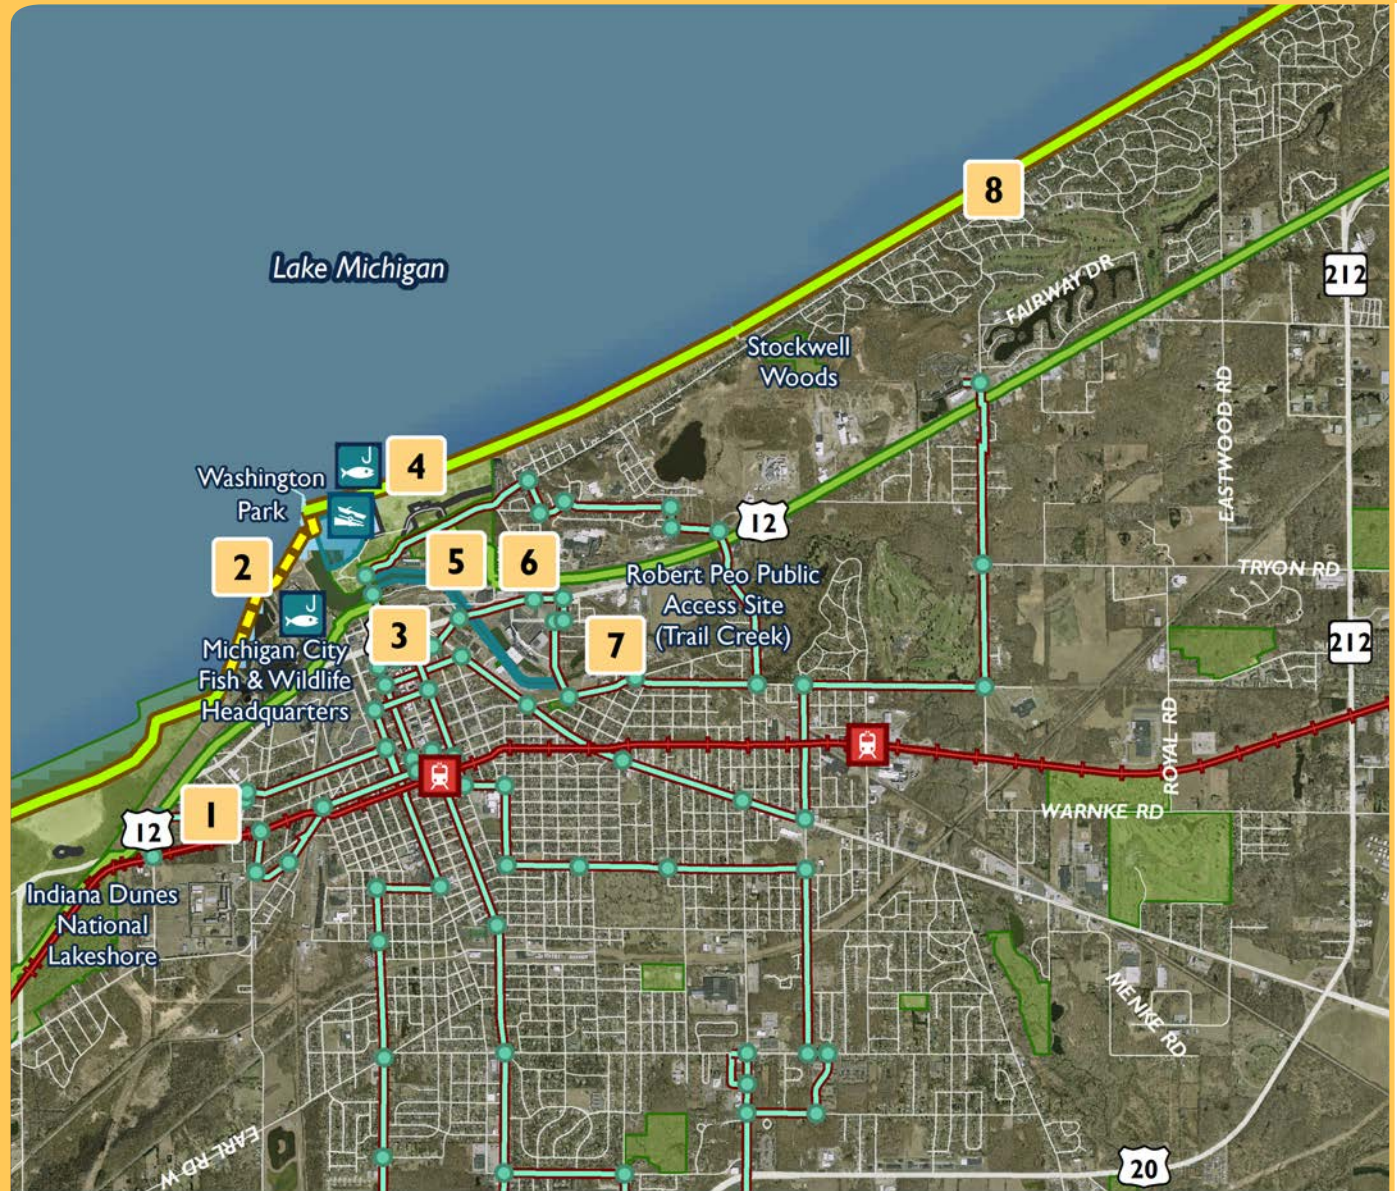 8
Lake Michigan
212
FAIRWAY DR
Stockwell
Woods
EASTWOOD RD
4
Washington
Park
12
2
5
6
TRYON RD
Robert Peo Public
Access Site
(Trail Creek)
3
7
212
Michigan City
Fish & Wildlife
Headquarters
ROYAL RD
1
12
WARNKE RD
Indiana Dunes
National
Lakeshore
MENKE RD
EARL RD W
20